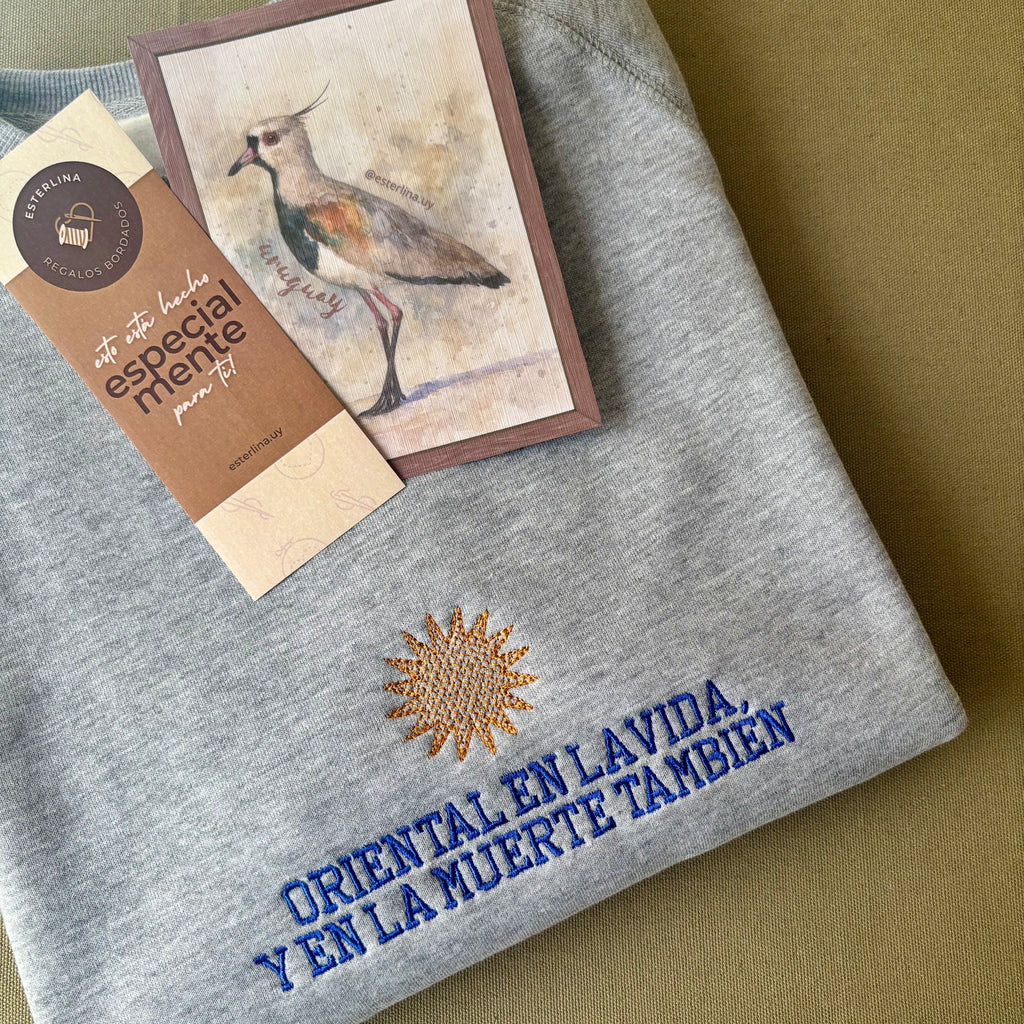 ESTERLINA
REGALOS BORDADOS
esto está hecho
especial
mente
para ti!
esterlina.uy
@esterlina.uy
uruguay
ORIENTAL EN LA VIDA,
Y EN LA MUERTE TAMBIÉN